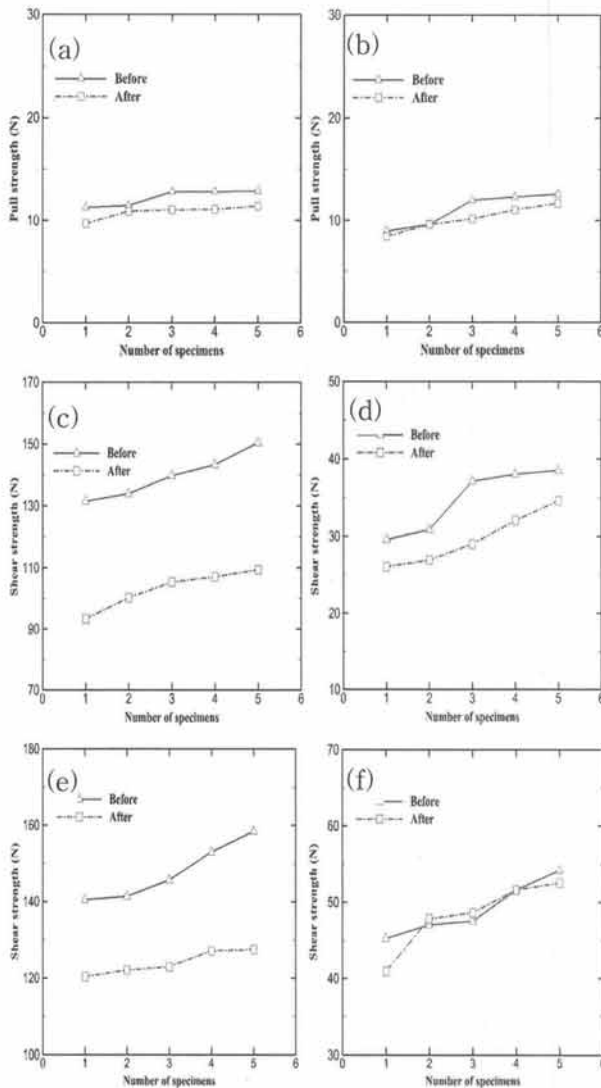 (a)
Before
After
Pull strength (N)
30
20
10
0
0 1 2 3 4 5 6
Number of specimens
(b)
Before
After
Pull strength (N)
30
20
10
0
0 1 2 3 4 5 6
Number of specimens
(c)
Before
After
Shear strength (N)
170
150
130
110
90
70
0 1 2 3 4 5 6
Number of specimens
(d)
Before
After
Shear strength (N)
50
40
30
20
10
0 1 2 3 4 5 6
Number of specimens
(e)
Before
After
Shear strength (N)
180
160
140
120
100
0 1 2 3 4 5 6
Number of specimens
(f)
Before
After
Shear strength (N)
70
60
50
40
30
0 1 2 3 4 5 6
Number of specimens